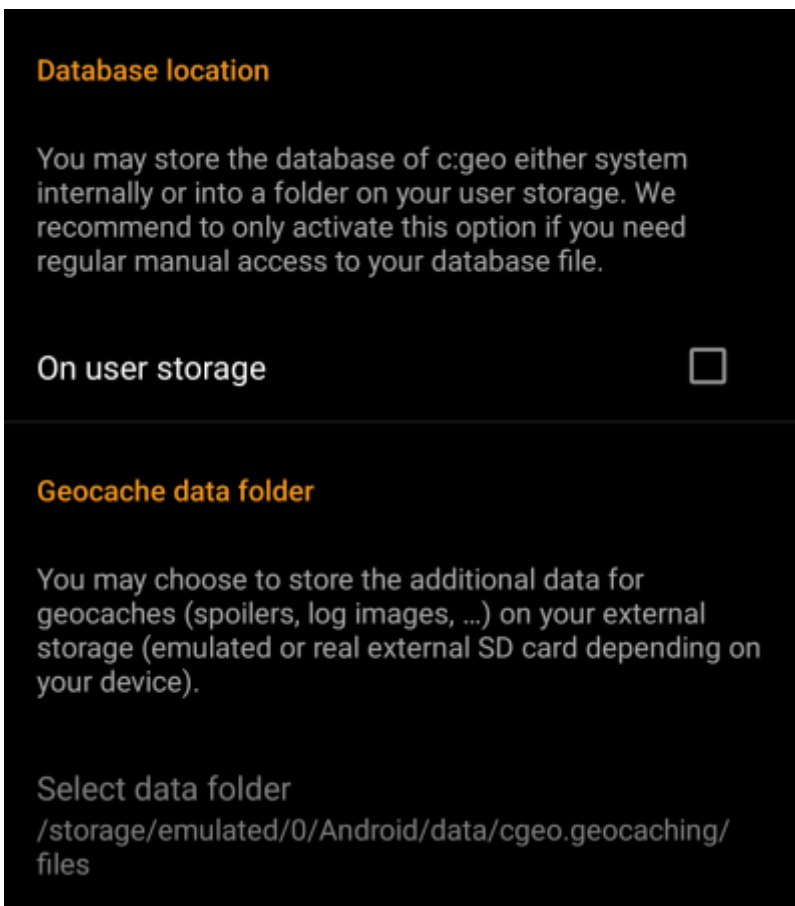 Database location
You may store the database of c:geo either system
internally or into a folder on your user storage. We
recommend to only activate this option if you need
regular manual access to your database file.
On user storage
Geocache data folder
You may choose to store the additional data for
geocaches (spoilers, log images, …) on your external
storage (emulated or real external SD card depending on
your device).
Select data folder
/storage/emulated/0/Android/data/cgeo.geocaching/
files